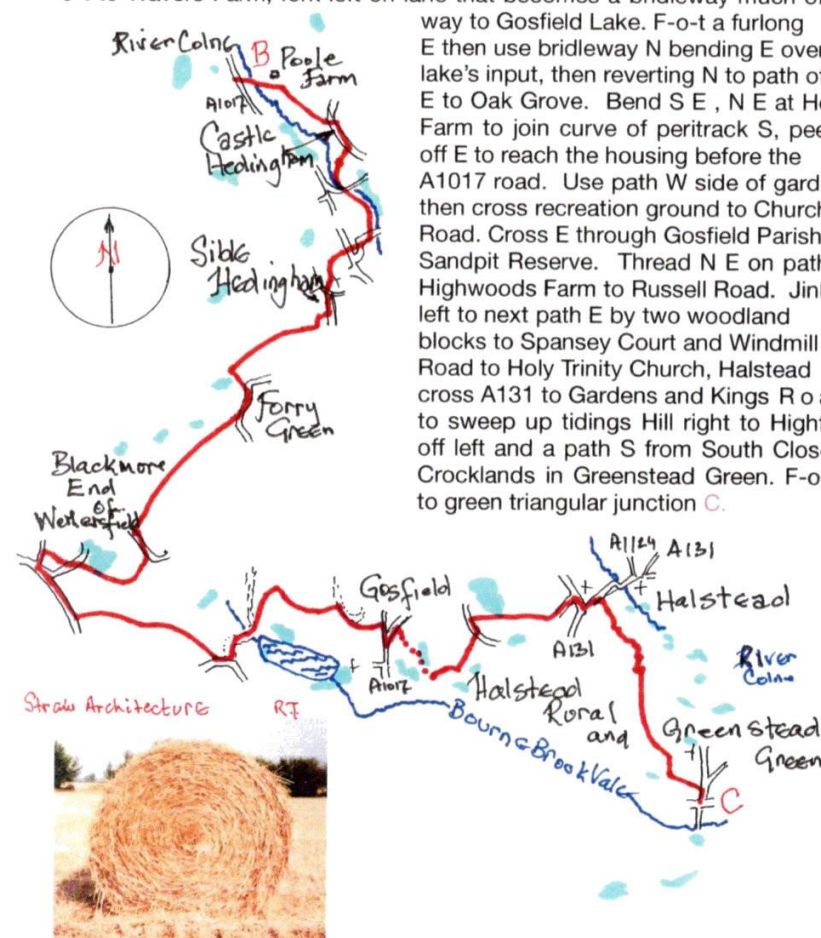 way to Gosfield Lake. F-o-t a furlong
E then use bridleway N bending E over
lake's input, then reverting N to path of
E to Oak Grove. Bend S E , N E at
Farm to join curve of peritrack S,
off E to reach the housing before the
A1017 road. Use path W side of
then cross recreation ground to Church
Road. Cross E through Gosfield Parish
Sandpit Reserve. Thread N E on path
Highwoods Farm to Russell Road.
left to next path E by two woodland
blocks to Spansey Court and Windmill
Road to Holy Trinity Church, Halstead
cross A131 to Gardens and Kings
to sweep up tidings Hill right to
off left and a path S from South
Crocklands in Greenstead Green.
to green triangular junction C.
River Colne
B
Poole
Farm
A1017
Castle
Hedingham
N
Sible
Hedingham
Forry
Green
Blackmore
End
of
Wethersfield
Gosfield
A1017
A1124
A131
Halstead
A131
River
Colne
Halstead
Rural
and
Greenstead
Green
Bourne Brook Vale
C
Straw Architecture
RF